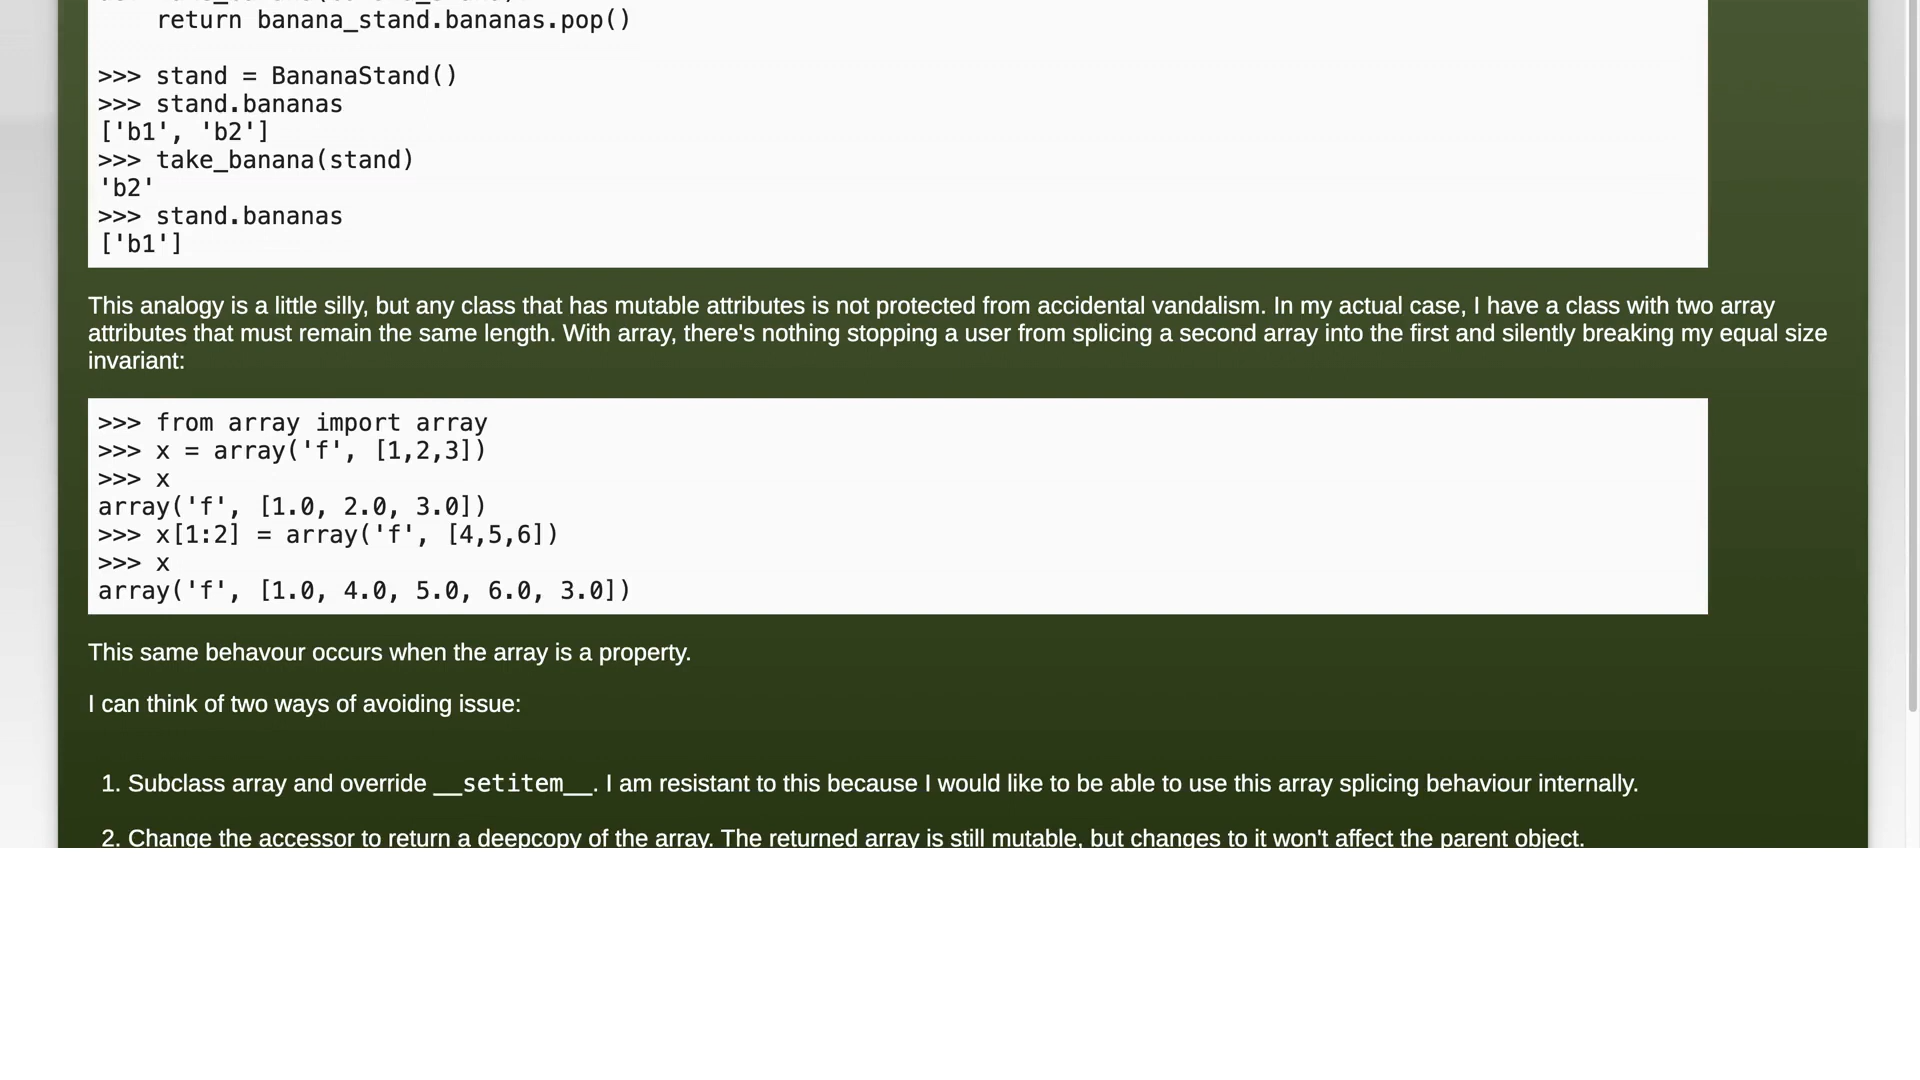 return banana_stand.bananas.pop()
>>> stand = BananaStand()
>>> stand.bananas
['b1', 'b2']
>>> take_banana(stand)
'b2'
>>> stand.bananas
['b1']
This analogy is a little silly, but any class that has mutable attributes is not protected from accidental vandalism. In my actual case, I have a class with two array
attributes that must remain the same length. With array, there's nothing stopping a user from splicing a second array into the first and silently breaking my equal size
invariant:
>>> from array import array
>>> x = array('f', [1,2,3])
>>> x
array('f', [1.0, 2.0, 3.0])
>>> x[1:2] = array('f', [4,5,6])
>>> x
array('f', [1.0, 4.0, 5.0, 6.0, 3.0])
This same behavour occurs when the array is a property.
I can think of two ways of avoiding issue:
1. Subclass array and override __setitem__. I am resistant to this because I would like to be able to use this array splicing behaviour internally.
2. Change the accessor to return a deepcopy of the array. The returned array is still mutable, but changes to it won't affect the parent object.